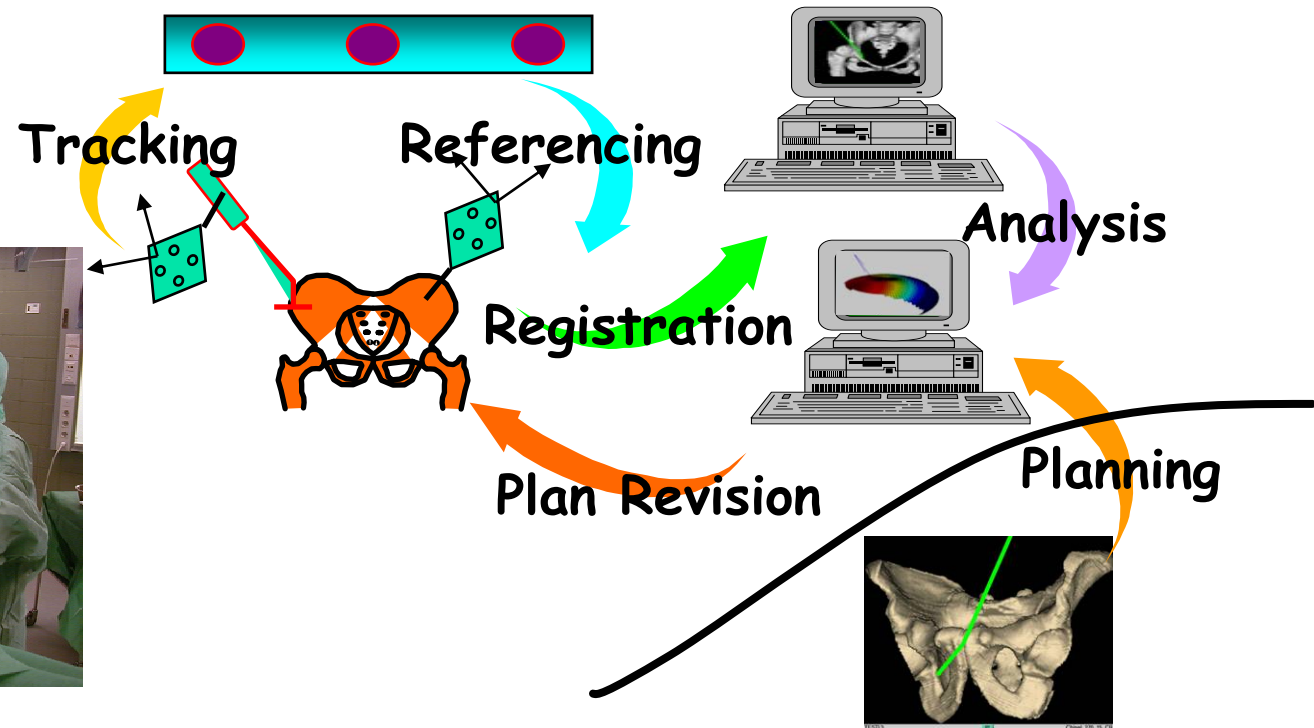 Tracking
Referencing
Analysis
Registration
Planning
Plan Revision